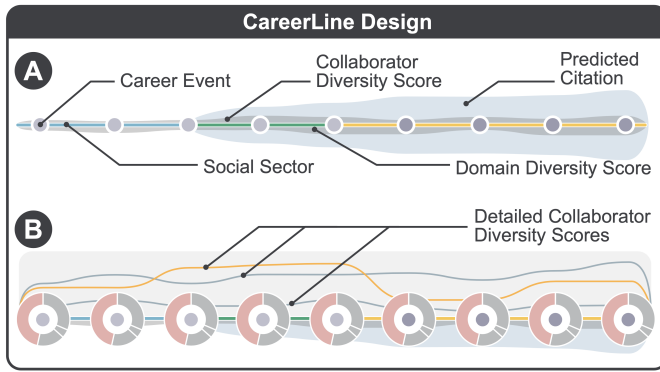 CareerLine Design
A
Career Event
Collaborator
Diversity Score
Predicted
Citation
Social Sector
Domain Diversity Score
B
Detailed Collaborator
Diversity Scores